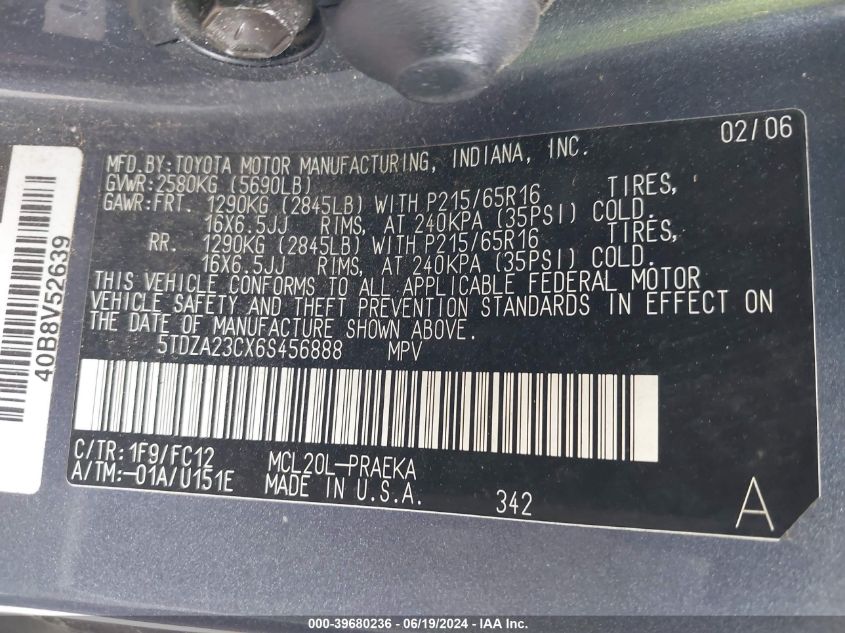 02/06
MFD.BY:TOYOTA MOTOR MANUFACTURING, INDIANA, INC.
GVWR:2580KG (5690LB)
GAWR:FRT. 1290KG (2845LB) WITH P215/65R16 TIRES,
16X6.5JJ RIMS, AT 240KPA (35PSI) COLD.
RR. 1290KG (2845LB) WITH P215/65R16 TIRES,
16X6.5JJ RIMS, AT 240KPA (35PSI) COLD.
THIS VEHICLE CONFORMS TO ALL APPLICABLE FEDERAL MOTOR
VEHICLE SAFETY AND THEFT PREVENTION STANDARDS IN EFFECT ON
THE DATE OF MANUFACTURE SHOWN ABOVE.
5TDZA23CX6S456888 MPV
C/TR:1F9/FC12 MCL20L-PRAEKA
A/TM:-01A/U151E MADE IN U.S.A. 342 A
40B8V52639
000-39680236 - 06/19/2024 - IAA Inc.